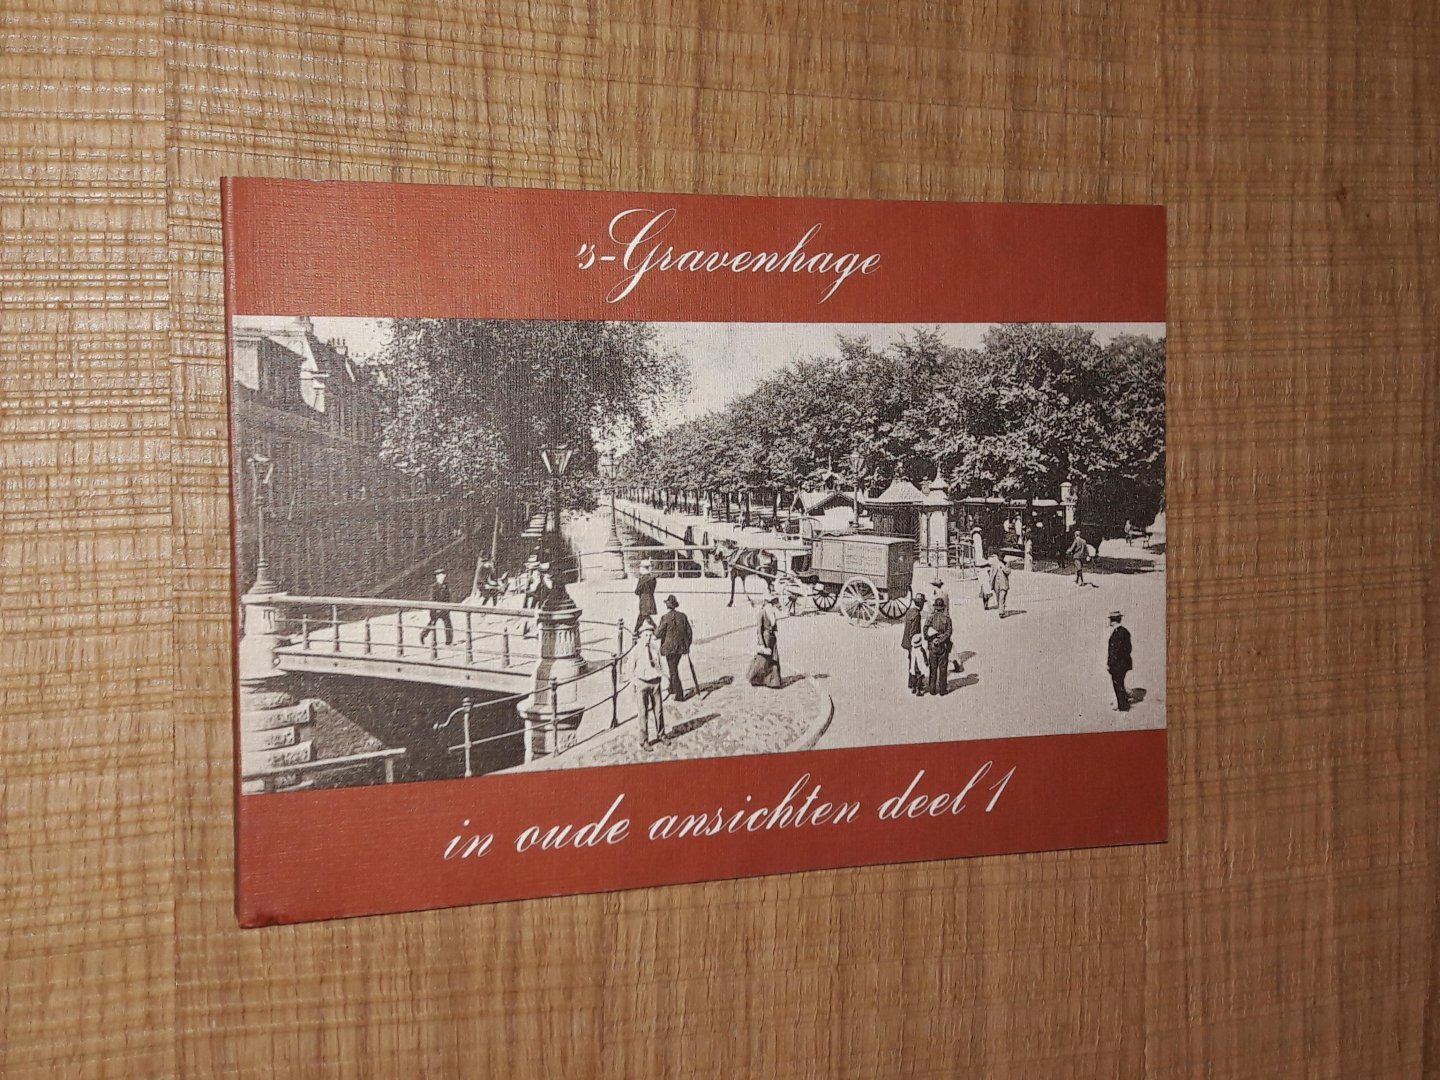 's-Gravenhage
in oude ansichten deel 1